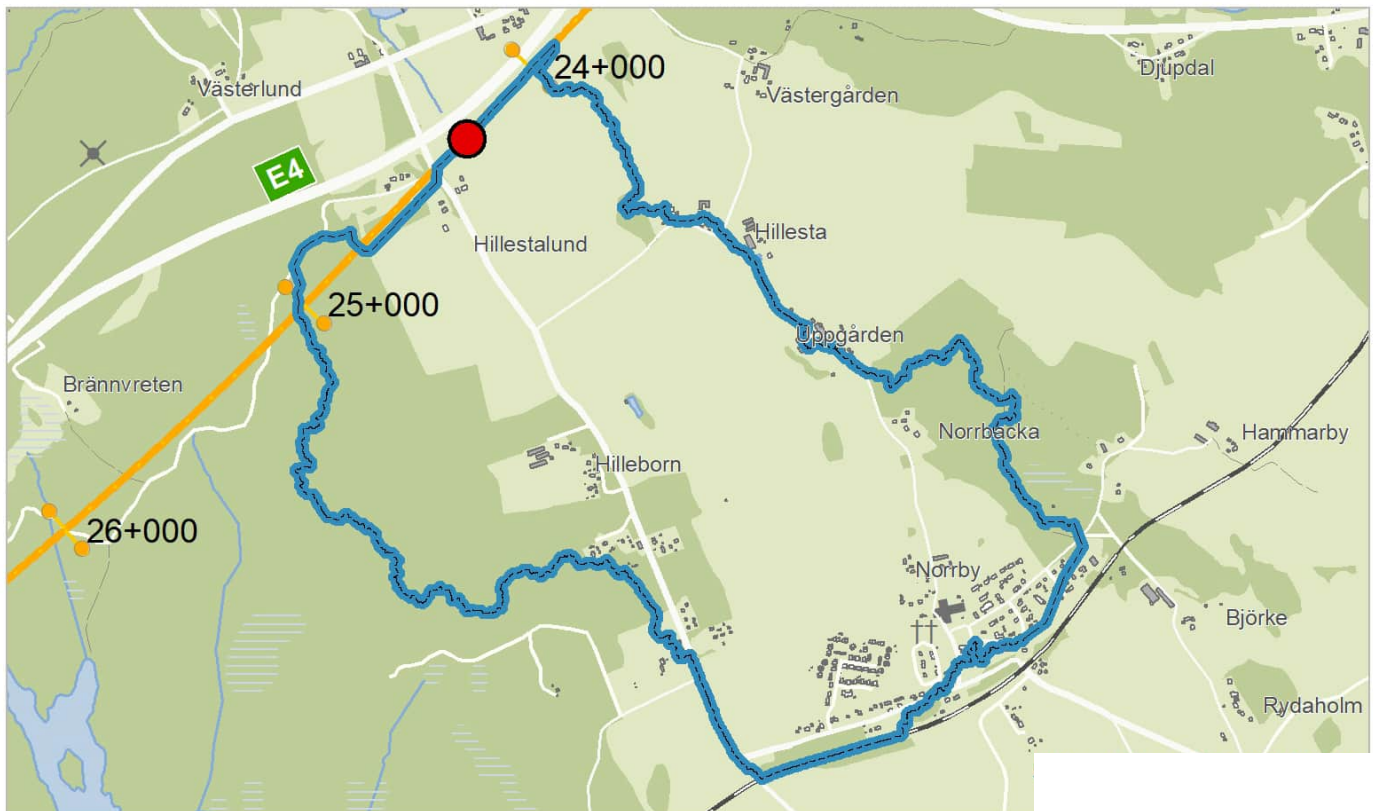 24+000
Djupdal
Västerlund
Västergården
E4
Hillesta
Hillestalund
25+000
Uppgården
Brännvreten
Norrbäcka
Hammarby
Hilleborn
26+000
Norrby
Björke
Rydaholm